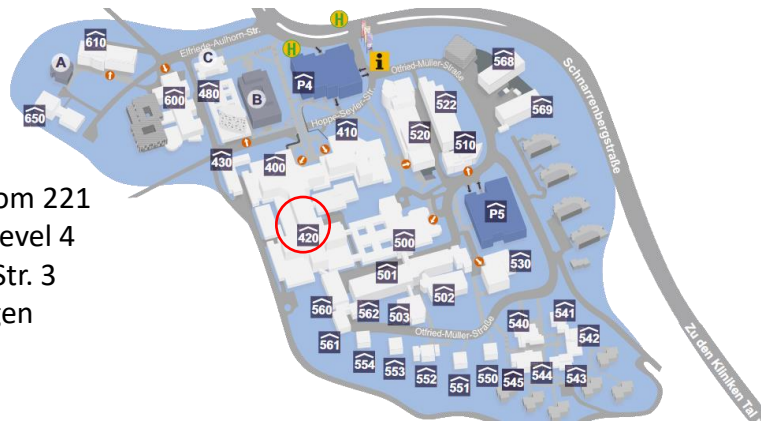 H
A
610
Elfriede-Aulhorn-Str.
C
H
i
Otfried-Müller-Straße
568
Schnarrenbergstraße
P4
600
480
B
Hoppe-Seyler-Str.
522
569
650
410
520
510
430
400
om 221
420
P5
evel 4
500
Str. 3
501
530
gen
502
560
562
503
Otfried-Müller-Straße
540
541
542
561
554
553
552
551
550
545
544
543
Zu den Kliniken Tal